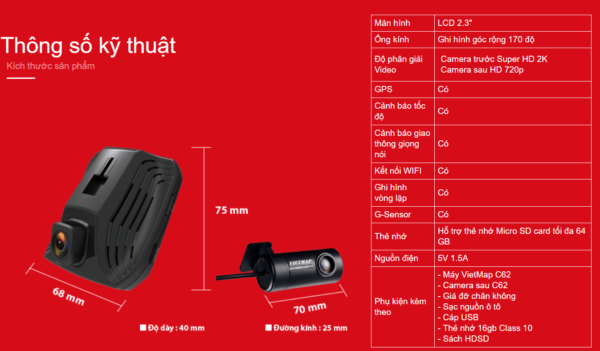 Thông số kỹ thuật
Kích thước sản phẩm
75 mm
68 mm
■ Độ dày : 40 mm
VIETMAP
70 mm
■ Đường kính : 25 mm
Màn hình LCD 2.3"
Ống kính Ghi hình góc rộng 170 độ
Độ phân giải Camera trước Super HD 2K
Video Camera sau HD 720p
GPS Có
Cảnh báo tốc
độ Có
Cảnh báo giao
thông giọng Có
nói
Kết nối WIFI Có
Ghi hình
vòng lặp Có
G-Sensor Có
Thẻ nhớ Hỗ trợ thẻ nhớ Micro SD card tối đa 64
GB
Nguồn điện 5V 1.5A
Phụ kiện kèm
theo
- Máy VietMap C62
- Camera sau C62
- Giá đỡ chân không
- Sạc nguồn ô tô
- Cáp USB
- Thẻ nhớ 16gb Class 10
- Sách HDSD